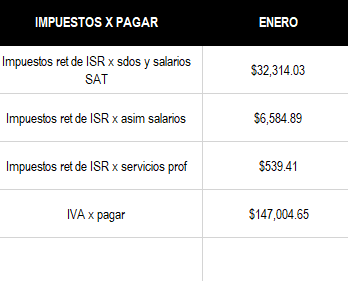 IMPUESTOS X PAGAR ENERO
Impuestos ret de ISR x sdos y salarios
SAT $32,314.03
Impuestos ret de ISR x asim salarios $6,584.89
Impuestos ret de ISR x servicios prof $539.41
IVA x pagar $147,004.65